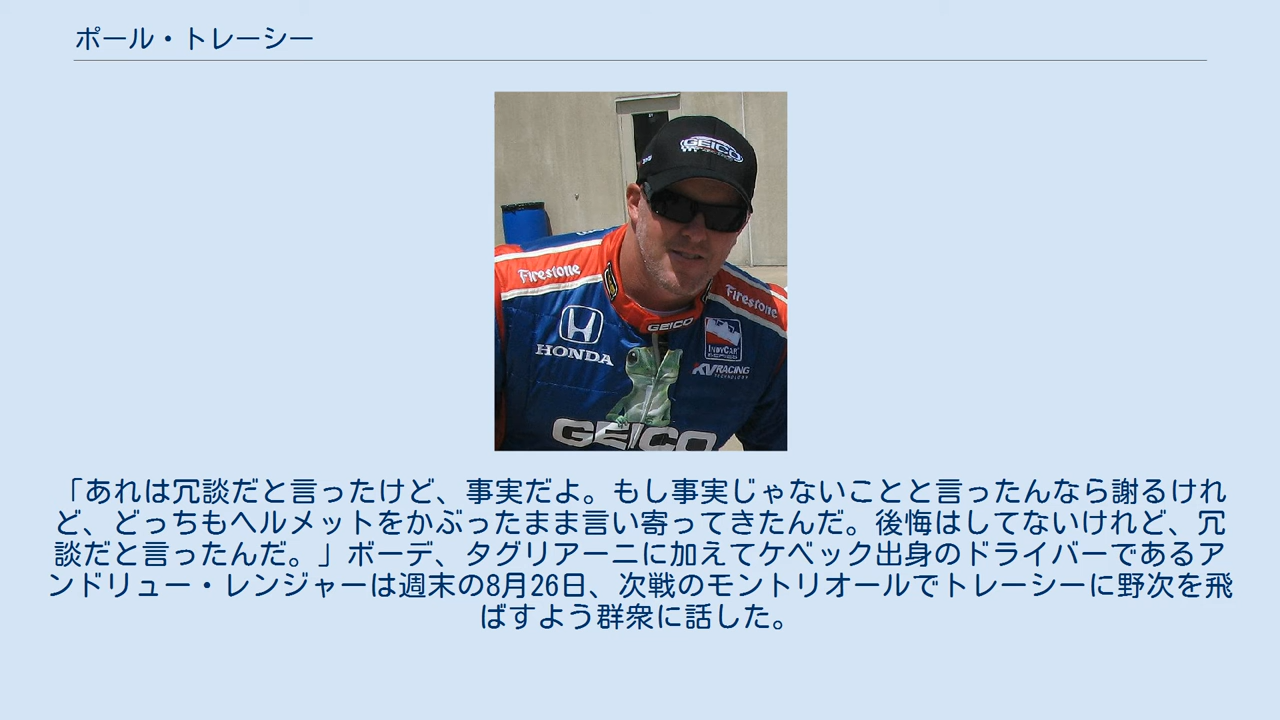 ポール・トレーシー
GEICO
Firestone
Firestone
GEICO
HONDA
INDYCAR
KV RACING
TECHNOLOGY
GEICO
「あれは冗談だと言ったけど、事実だよ。もし事実じゃないことと言ったんなら謝るけれ
ど、どっちもヘルメットをかぶったまま言い寄ってきたんだ。後悔はしてないけれど、冗
談だと言ったんだ。」ボーデ、タグリアーニに加えてケベック出身のドライバーであるア
ンドリュー・レンジャーは週末の8月26日、次戦のモントリオールでトレーシーに野次を飛
ばすよう群衆に話した。